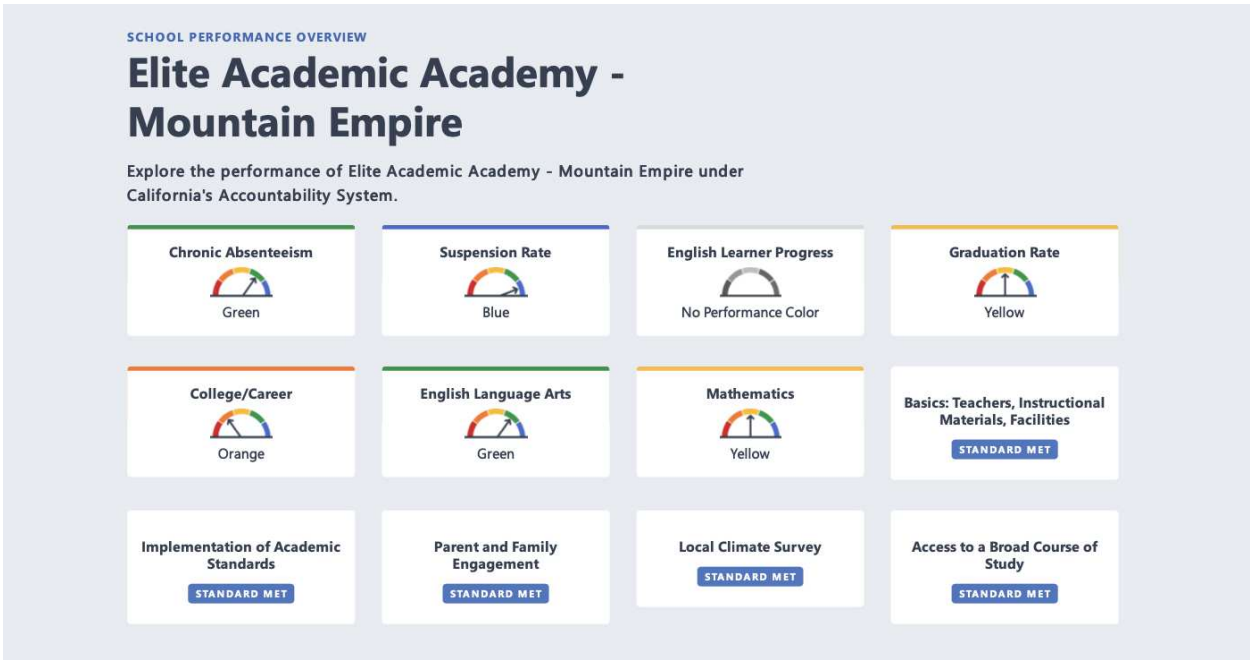 SCHOOL PERFORMANCE OVERVIEW
Elite Academic Academy -
Mountain Empire
Explore the performance of Elite Academic Academy - Mountain Empire under
California's Accountability System.
Chronic Absenteeism
Green
Suspension Rate
Blue
English Learner Progress
No Performance Color
Graduation Rate
Yellow
College/Career
Orange
English Language Arts
Green
Mathematics
Yellow
Basics: Teachers, Instructional
Materials, Facilities
STANDARD MET
Implementation of Academic
Standards
STANDARD MET
Parent and Family
Engagement
STANDARD MET
Local Climate Survey
STANDARD MET
Access to a Broad Course of
Study
STANDARD MET